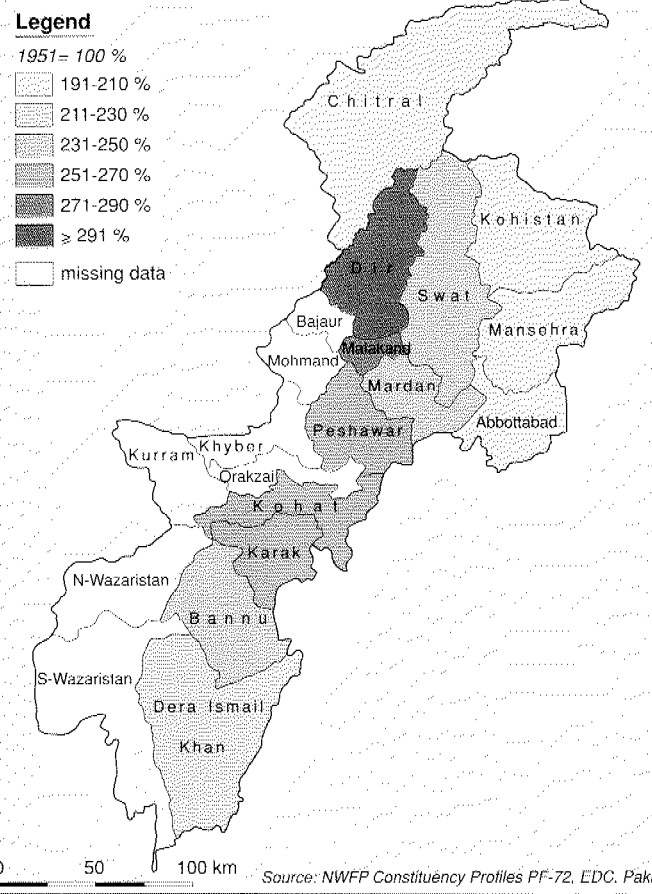 Legend
1951= 100 %
191-210 %
211-230 %
231-250 %
251-270 %
271-290 %
≥ 291 %
missing data
Chitral
Kohistan
Dir
Swat
Bajaur
Mansehra
Malakand
Mohmand
Mardan
Abbottabad
Peshawar
Khyber
Kurram
Orakzai
Kohat
Karak
N-Wazaristan
Bannu
S-Wazaristan
Dera Ismail
Khan
0 50 100 km
Source: NWFP Constituency Profiles PF-72, EDC. Pak